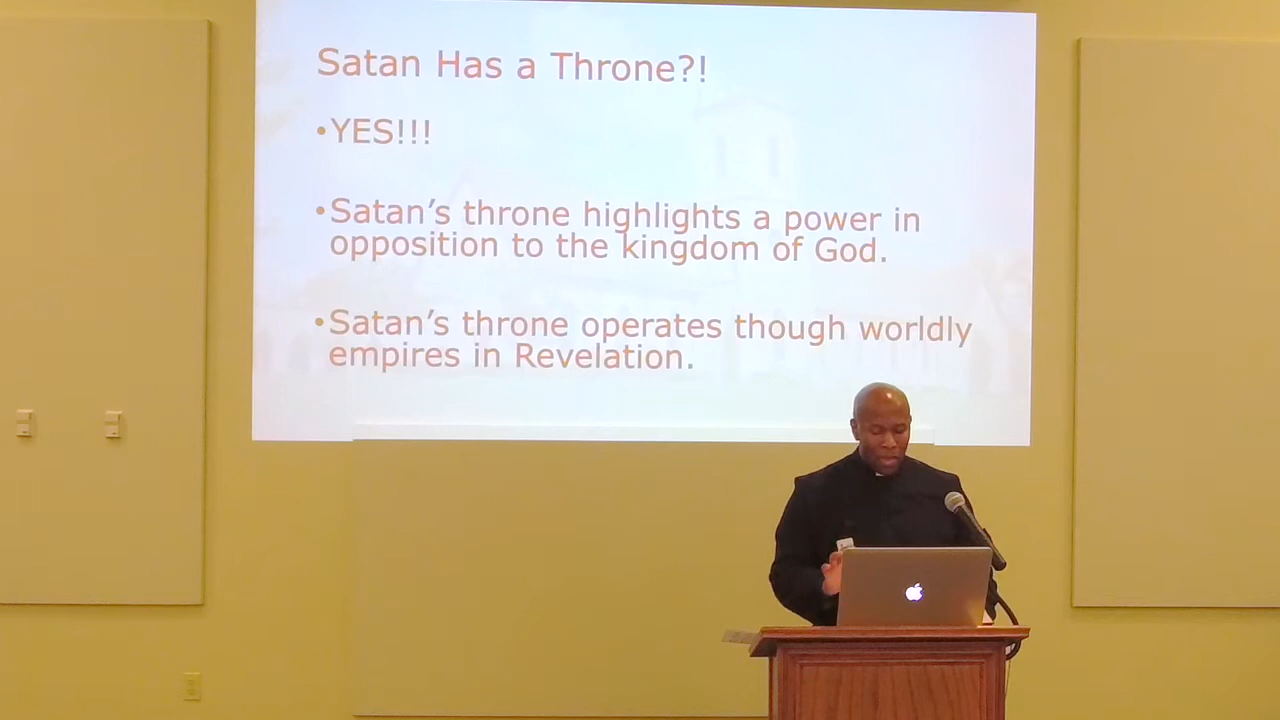 Satan Has a Throne?!
•YES!!!
•Satan's throne highlights a power in
opposition to the kingdom of God.
•Satan's throne operates though worldly
empires in Revelation.